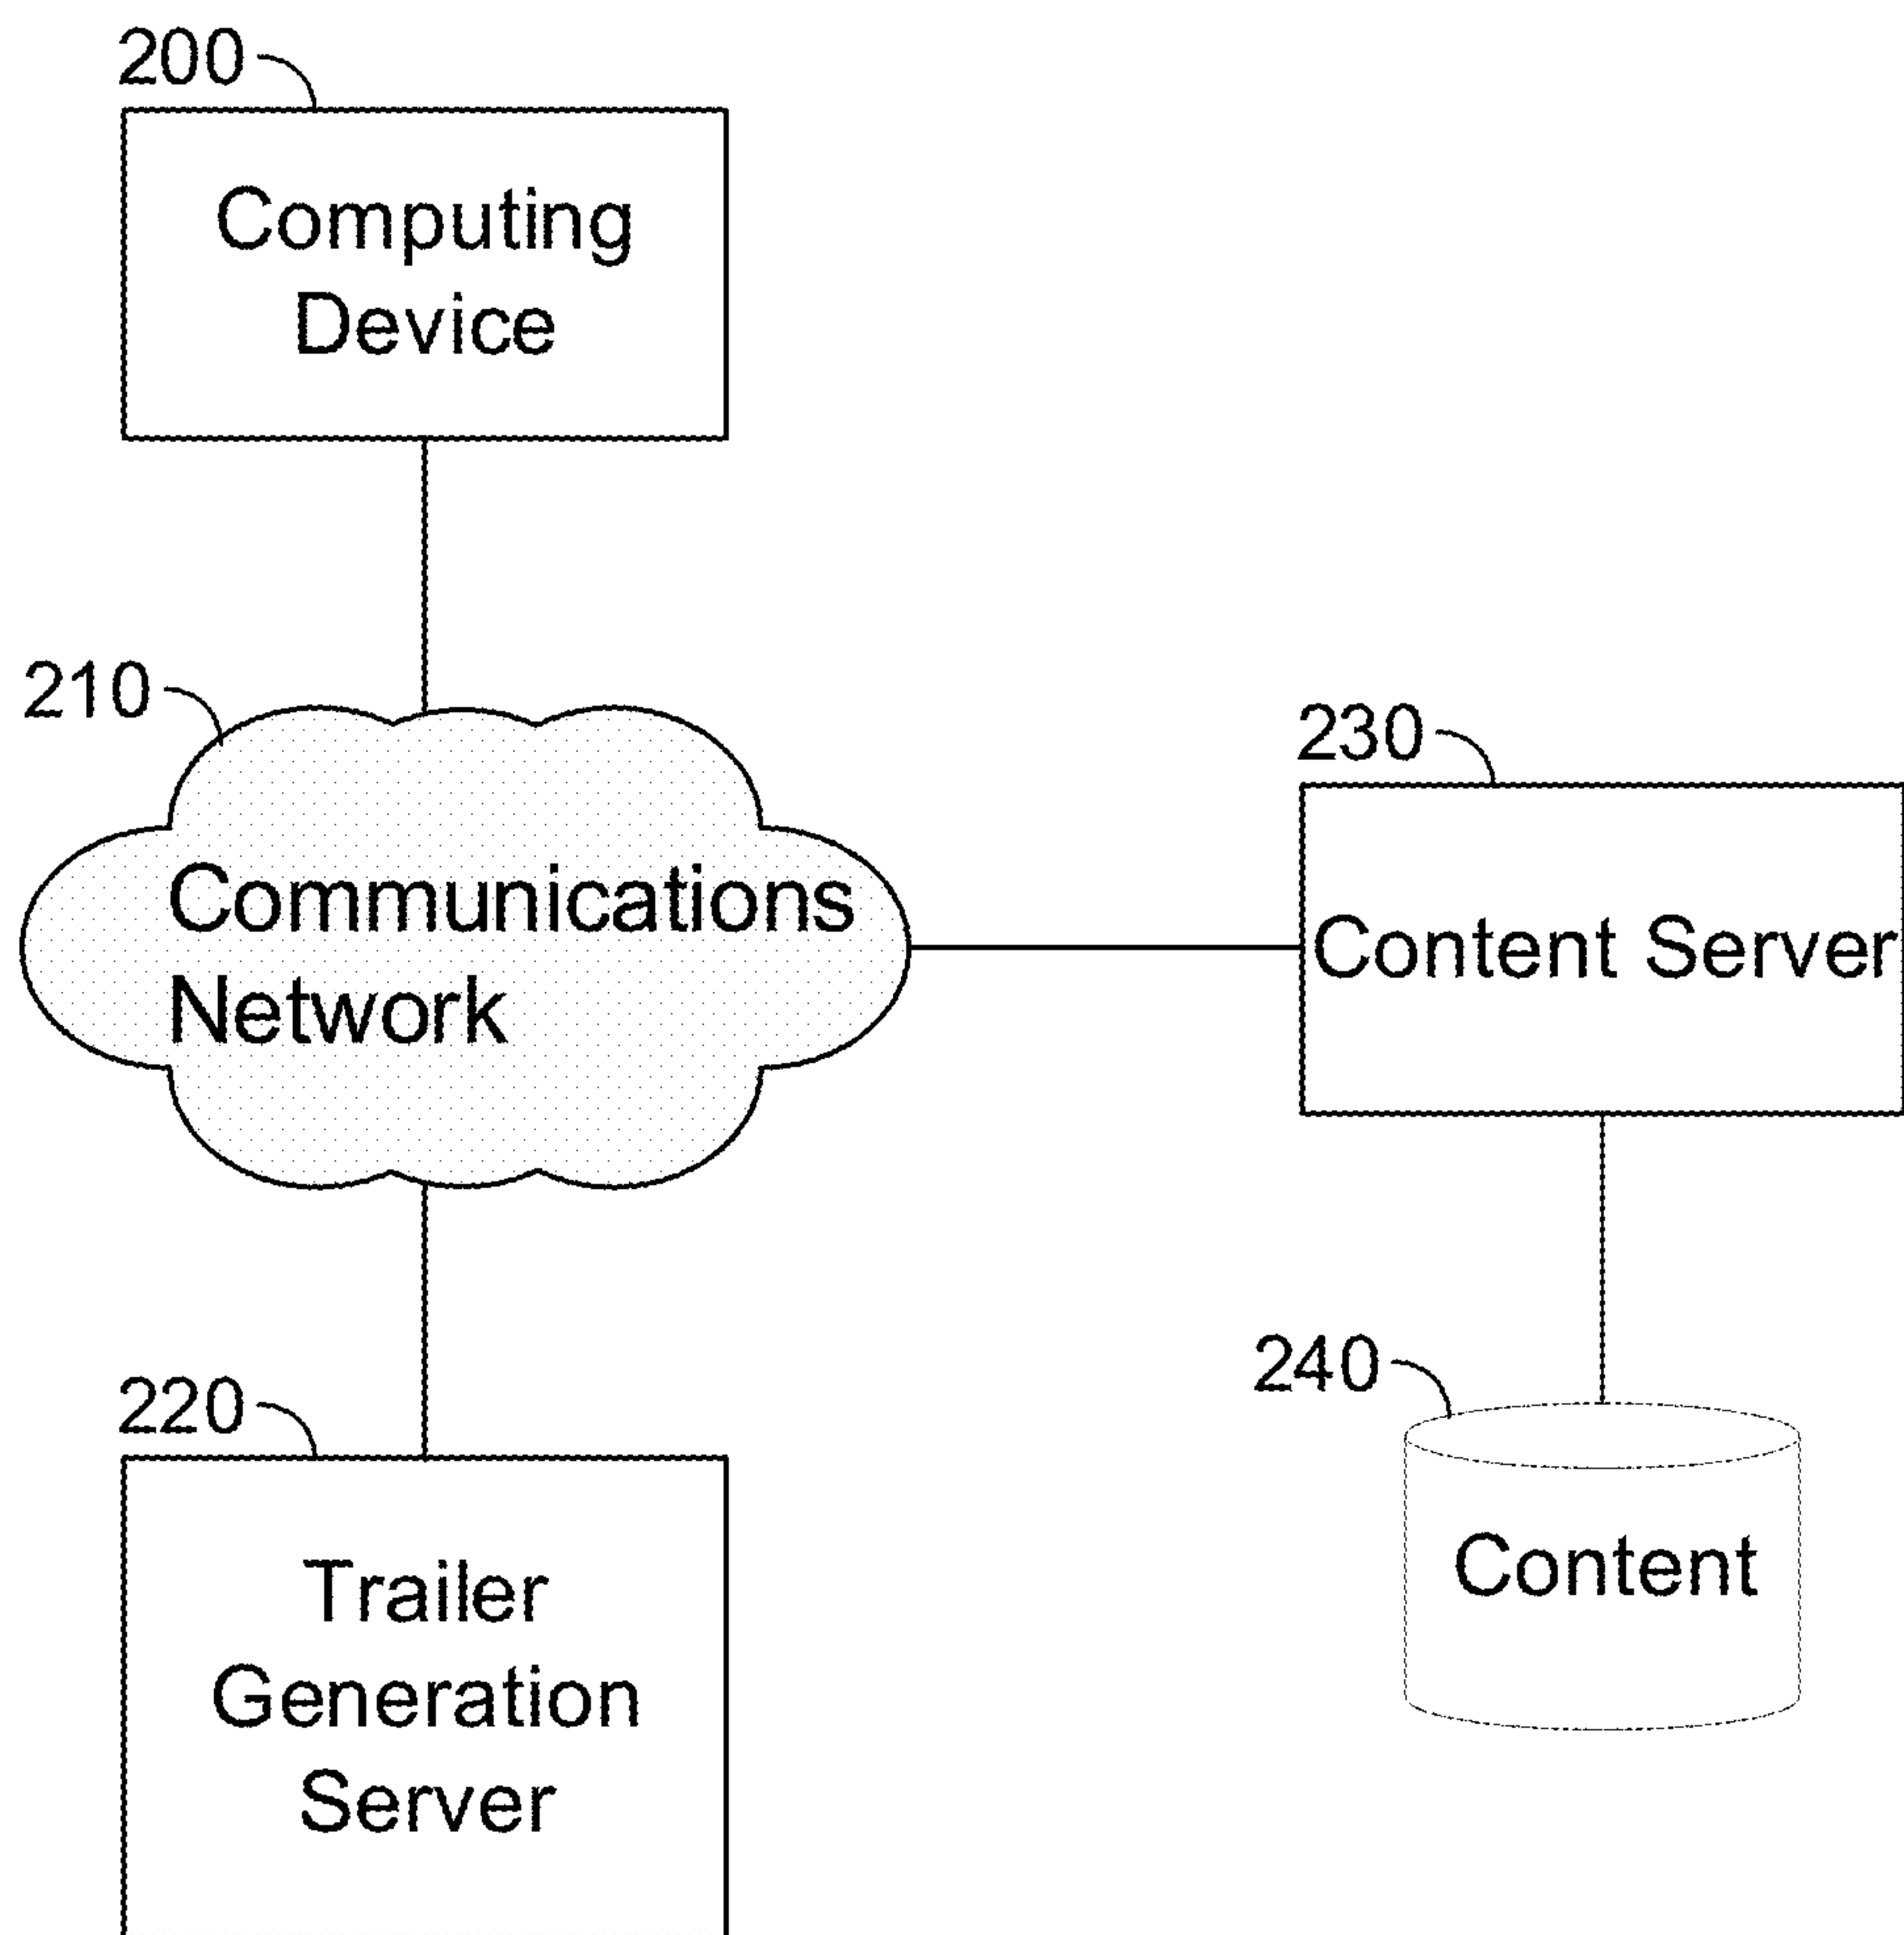 200
Computing
Device
210
Communications
Network
230
Content Server
220
Trailer
Generation
Server
240
Content